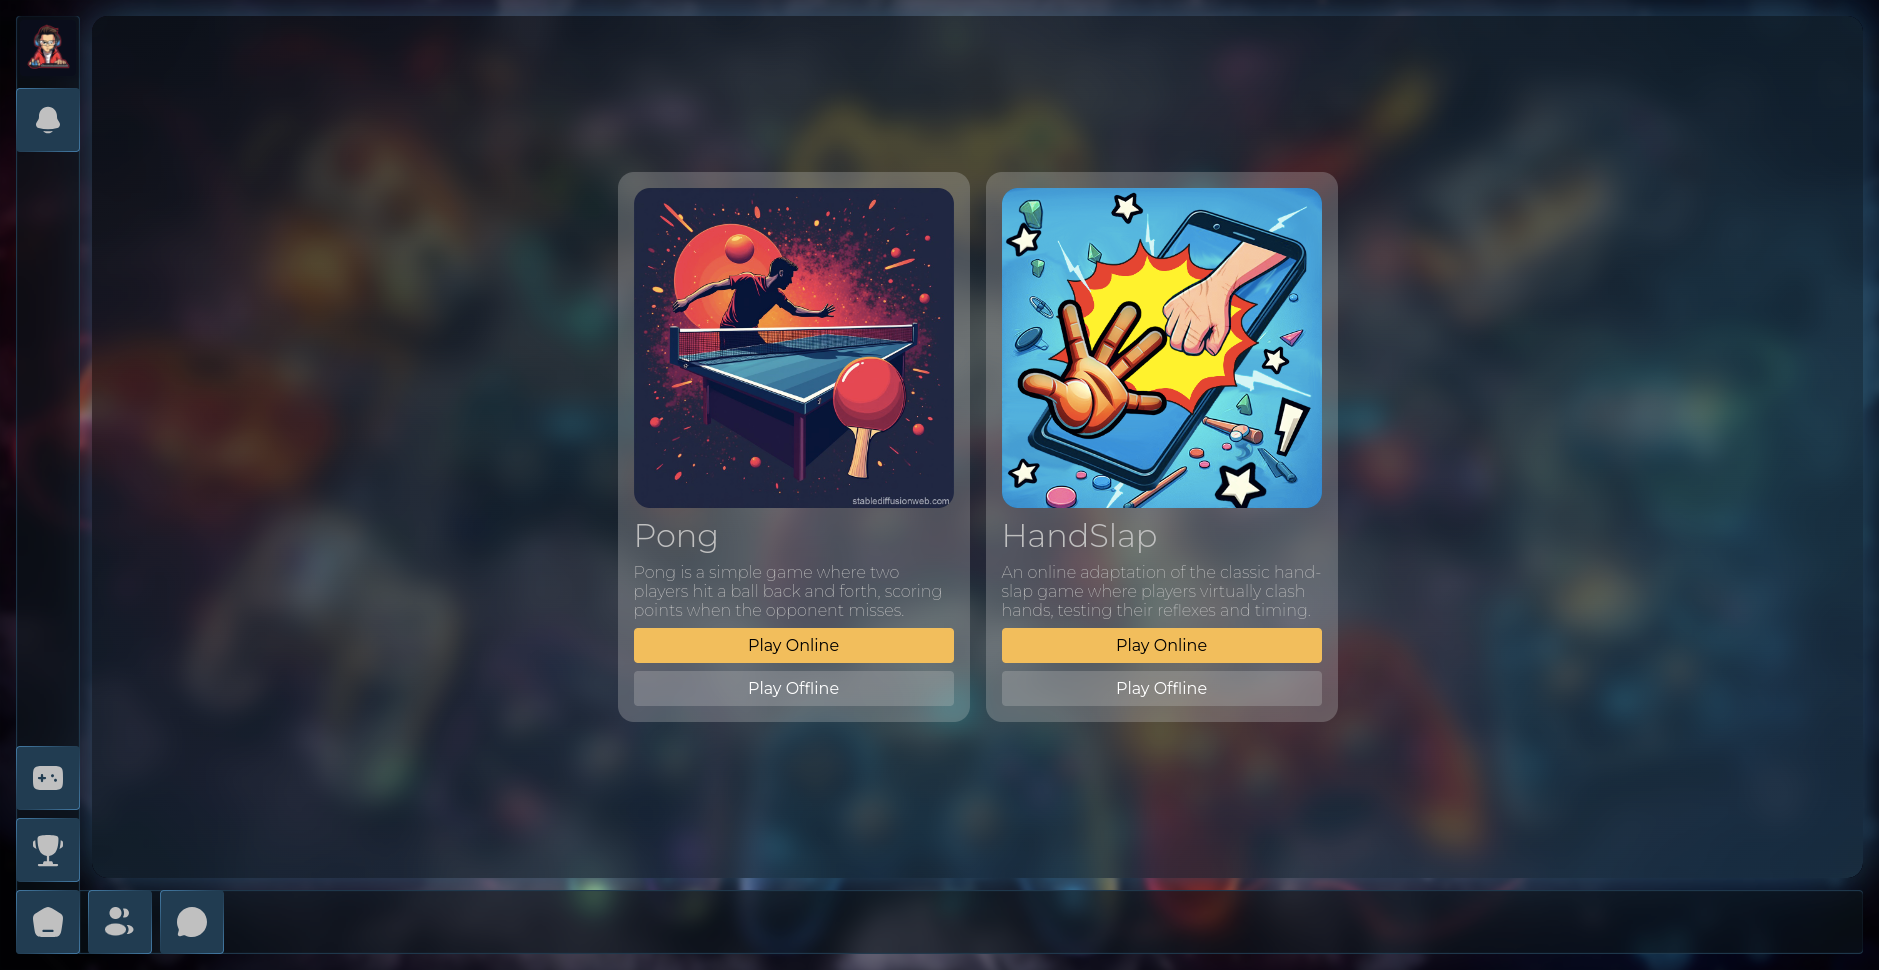 stablediffusionweb.com
Pong
Pong is a simple game where two
players hit a ball back and forth, scoring
points when the opponent misses.
Play Online
Play Offline
HandSlap
An online adaptation of the classic hand-
slap game where players virtually clash
hands, testing their reflexes and timing.
Play Online
Play Offline